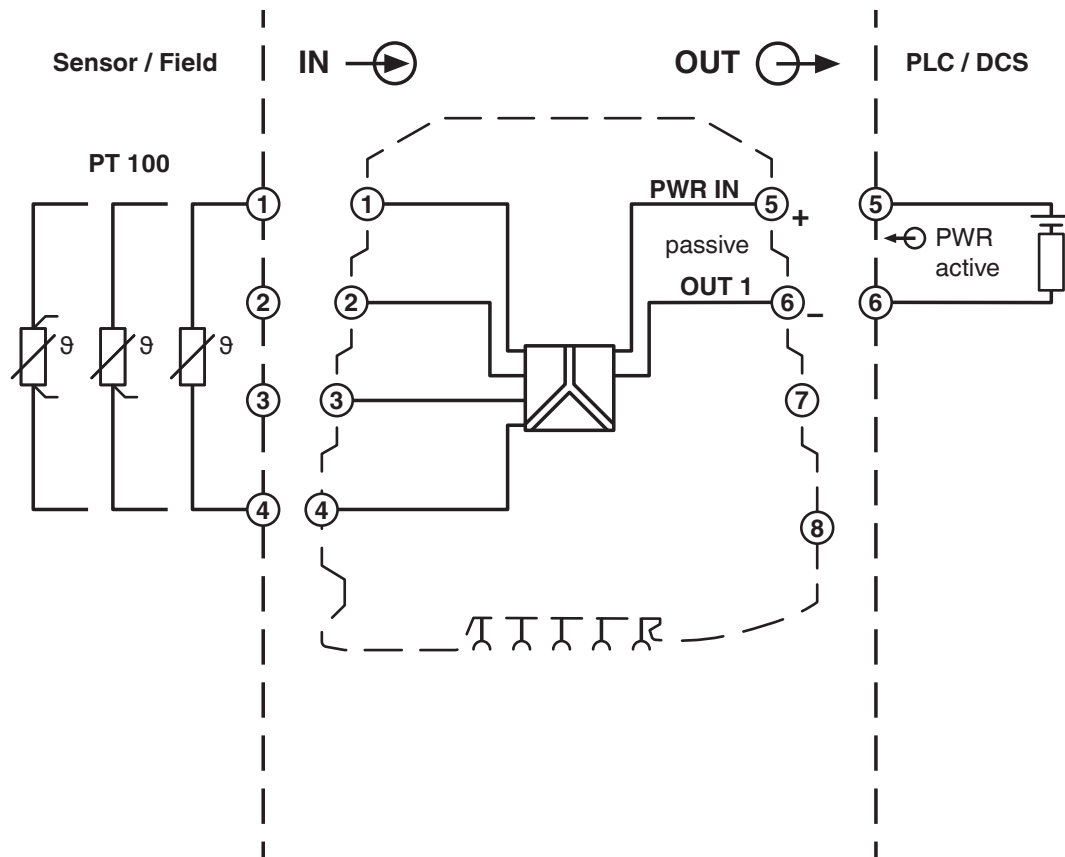 Sensor / Field
IN
OUT
PLC / DCS
PT 100
1
1
PWR IN
5
+
5
passive
PWR
active
2
2
OUT 1
6
–
6
ϑ
ϑ
ϑ
3
3
7
4
4
8